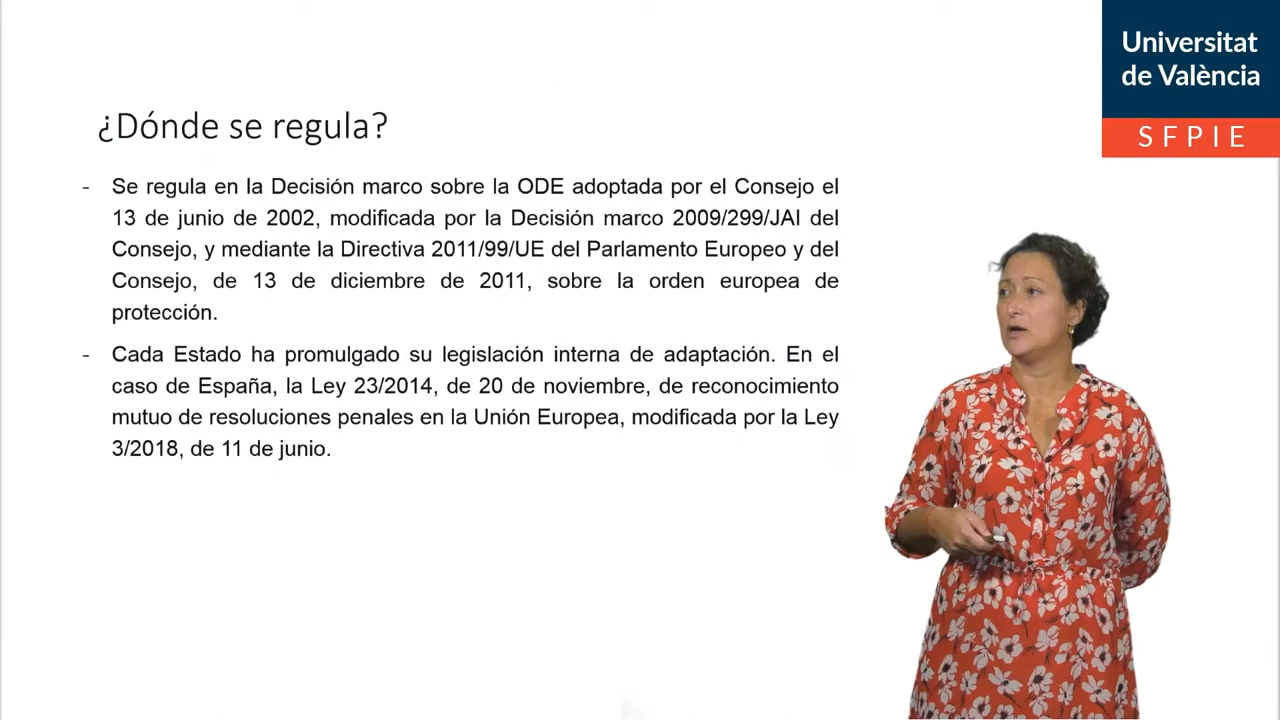 Universitat
de València
SFPIE
¿Dónde se regula?
- Se regula en la Decisión marco sobre la ODE adoptada por el Consejo el
13 de junio de 2002, modificada por la Decisión marco 2009/299/JAI del
Consejo, y mediante la Directiva 2011/99/UE del Parlamento Europeo y del
Consejo, de 13 de diciembre de 2011, sobre la orden europea de
protección.
- Cada Estado ha promulgado su legislación interna de adaptación. En el
caso de España, la Ley 23/2014, de 20 de noviembre, de reconocimiento
mutuo de resoluciones penales en la Unión Europea, modificada por la Ley
3/2018, de 11 de junio.